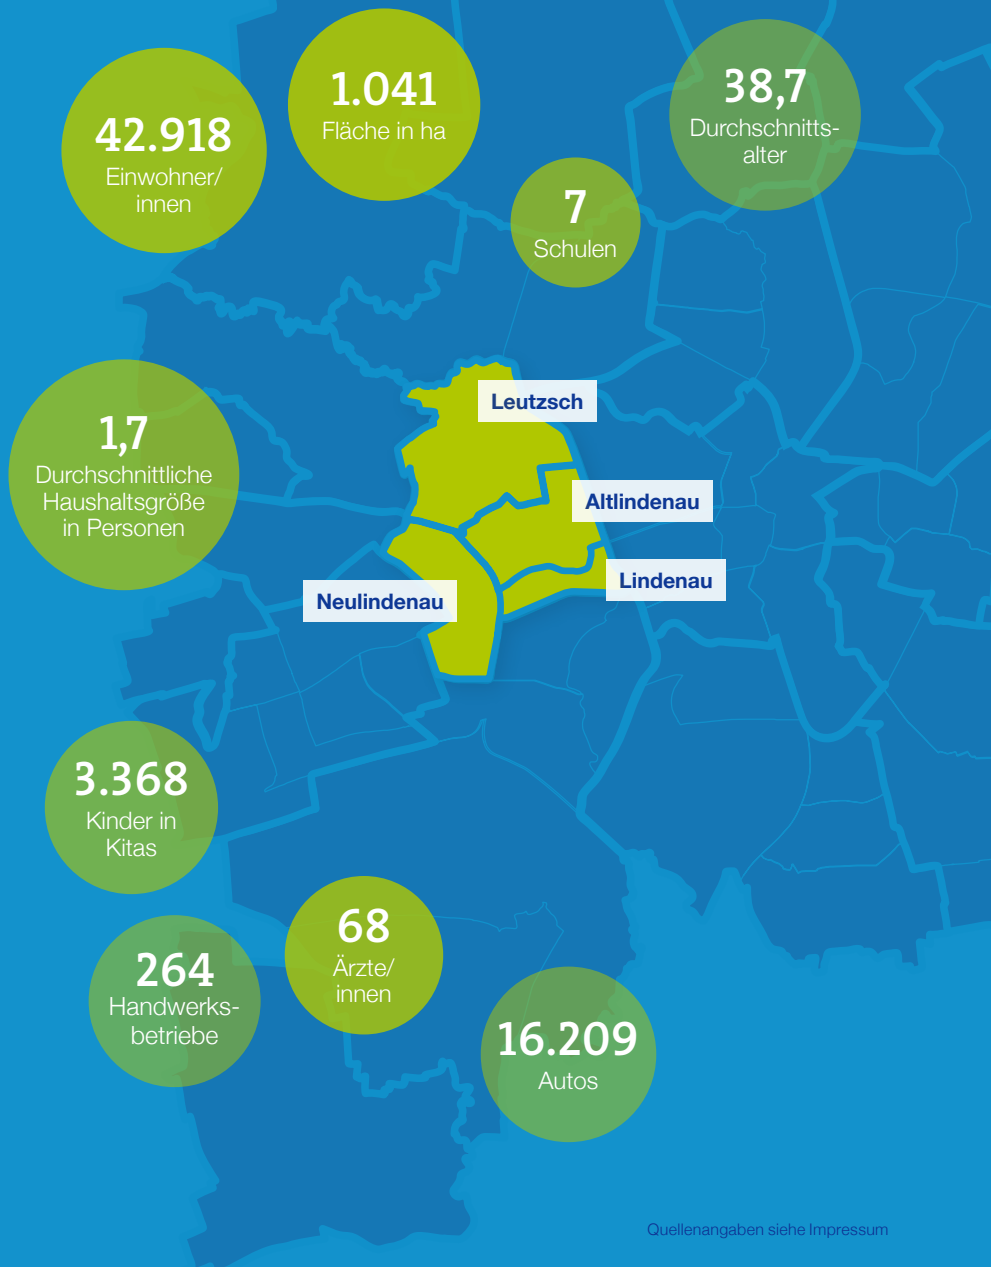 42.918
Einwohner/
innen
1.041
Fläche in ha
38,7
Durchschnitts-
alter
7
Schulen
Leutzsch
1,7
Durchschnittliche
Haushaltsgröße
in Personen
Altlindenau
Lindenau
Neulindenau
3.368
Kinder in
Kitas
68
Ärzte/
innen
264
Handwerks-
betriebe
16.209
Autos
Quellenangaben siehe Impressum